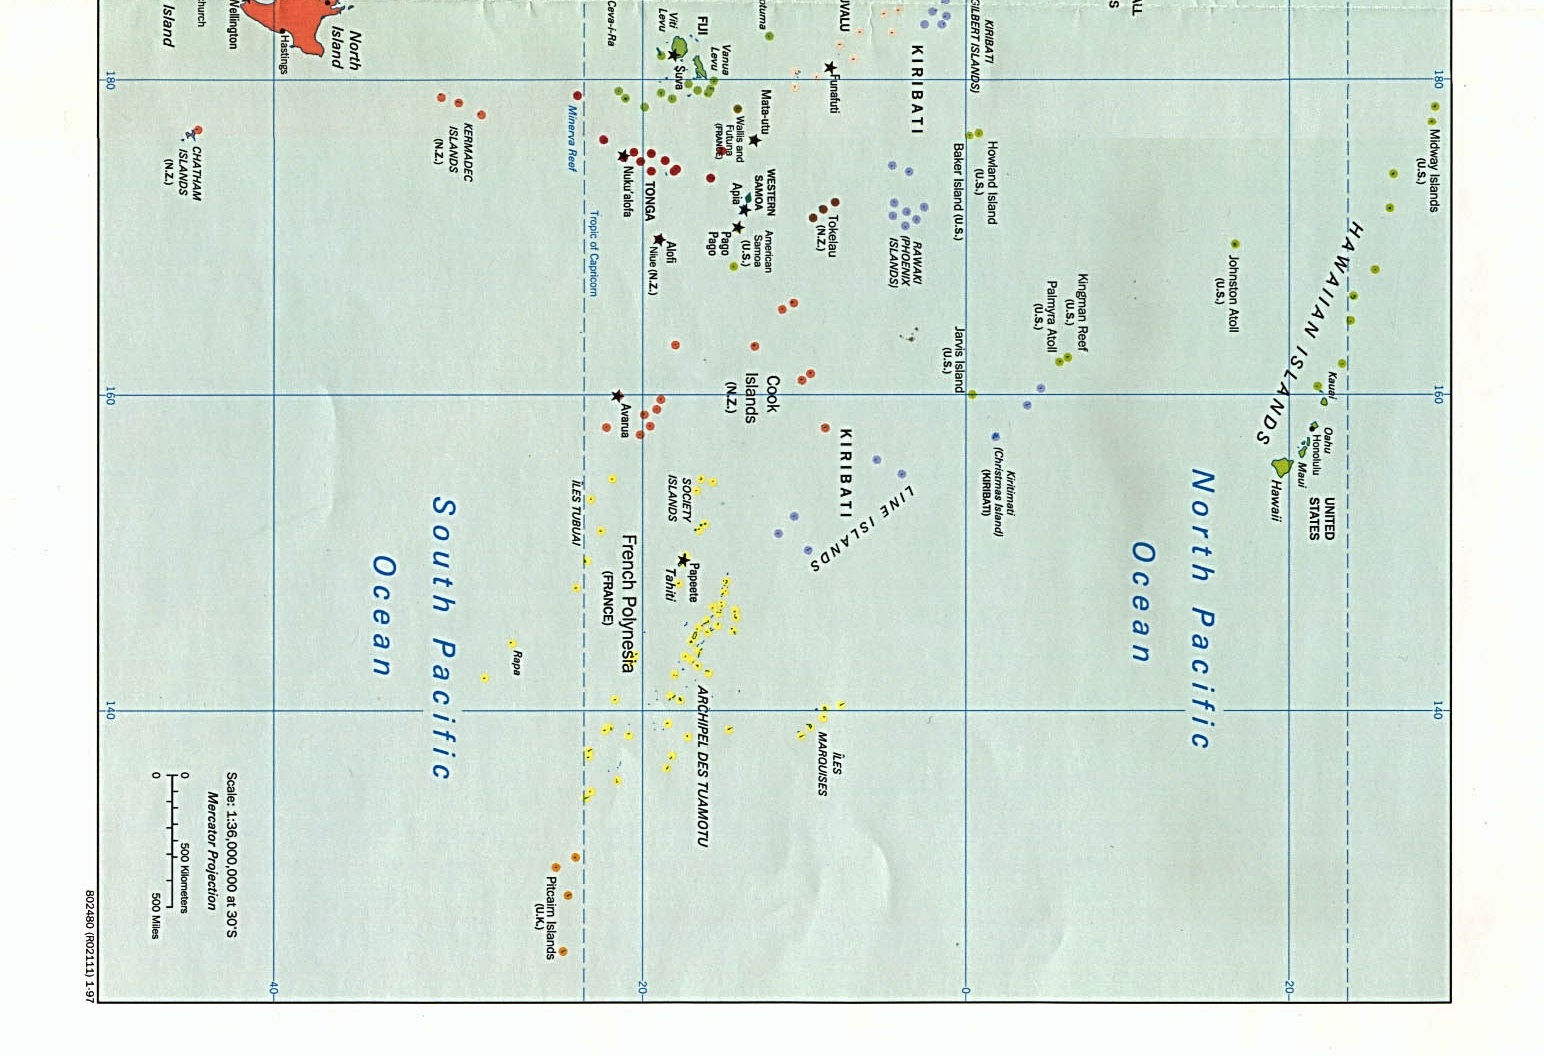 180
160
140
180
160
140
20
0
20
40
Midway Islands
(U.S.)
HAWAIIAN ISLANDS
Kauai
Oahu
Honolulu
Maui
Hawaii
UNITED
STATES
Johnston Atoll
(U.S.)
North Pacific
Ocean
Kingman Reef
(U.S.)
Palmyra Atoll
(U.S.)
KIRIBATI
(GILBERT ISLANDS)
Howland Island
(U.S.)
Baker Island (U.S.)
Jarvis Island
(U.S.)
Kiritimati
(Christmas Island)
(KIRIBATI)
KIRIBATI
RAWAKI
(PHOENIX
ISLANDS)
LINE ISLANDS
KIRIBATI
UVALU
Funafuti
Tokelau
(N.Z.)
otuma
Mata-utu
Wallis and
Futuna
(FRANCE)
WESTERN
SAMOA
Apia
American
Samoa
(U.S.)
Pago
Pago
Cook
Islands
(N.Z.)
ÎLES
MARQUISES
FIJI
Vanua
Levu
Viti
Levu
Suva
TONGA
Nuku'alofa
Alofi
Niue (N.Z.)
Avarua
SOCIETY
ISLANDS
Papeete
Tahiti
ARCHIPEL DES TUAMOTU
French Polynesia
(FRANCE)
Ceva-i-Ra
Minerva Reef
Tropic of Capricorn
ÎLES TUBUAI
Rapa
Pitcairn Islands
(U.K.)
KERMADEC
ISLANDS
(N.Z.)
South Pacific
Ocean
North
Island
Hastings
Wellington
church
Island
CHATHAM
ISLANDS
(N.Z.)
Scale: 1:36,000,000 at 30°S
Mercator Projection
0 500 Kilometers
0 500 Miles
802480 (R02111) 1-97